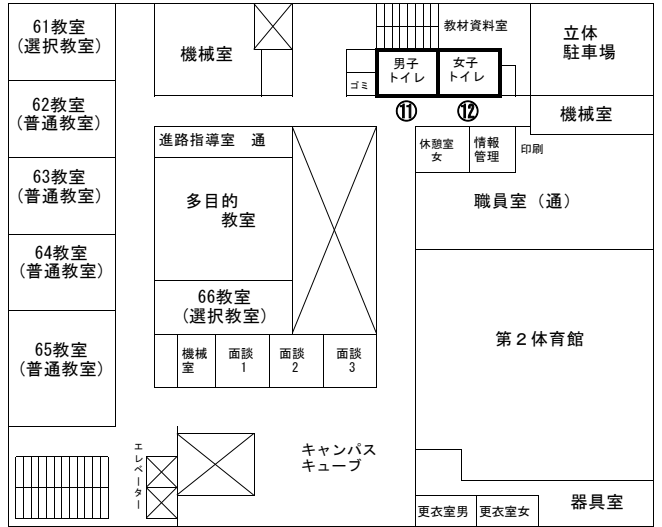 61教室
(選択教室)
機械室
教材資料室
立体
駐車場
男子
トイレ
女子
トイレ
ゴミ
⑪
⑫
62教室
(普通教室)
機械室
進路指導室 通
休憩室
女
情報
管理
印刷
63教室
(普通教室)
多目的
教室
職員室(通)
64教室
(普通教室)
66教室
(選択教室)
65教室
(普通教室)
機械
室
面談
1
面談
2
面談
3
第2体育館
エレベーター
キャンパス
キューブ
更衣室男
更衣室女
器具室